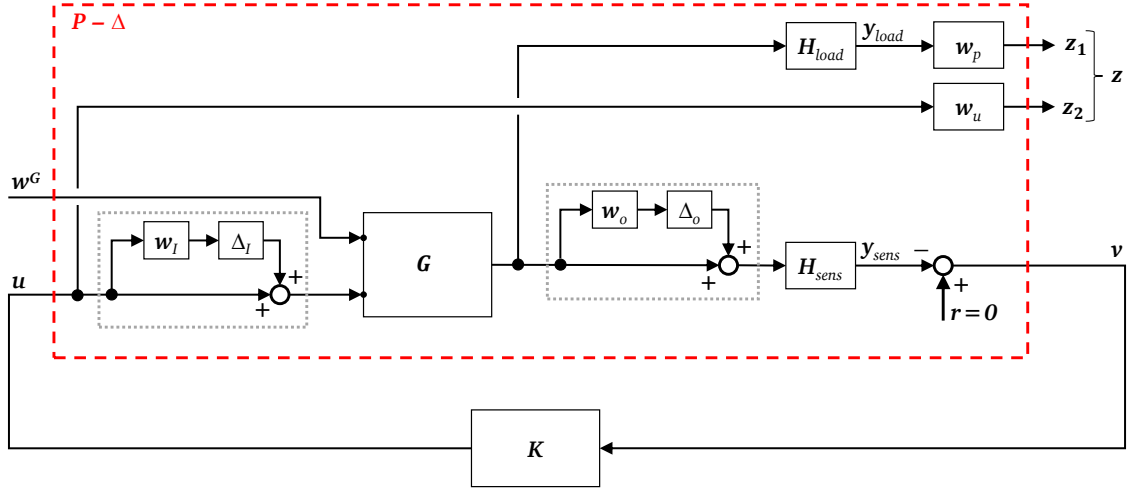 P − Δ
H_load
y_load
w_p
z_1
z
w_u
z_2
w^G
w_I
Δ_I
+
+
G
w_o
Δ_o
+
+
H_sens
y_sens
−
+
r = 0
v
u
K